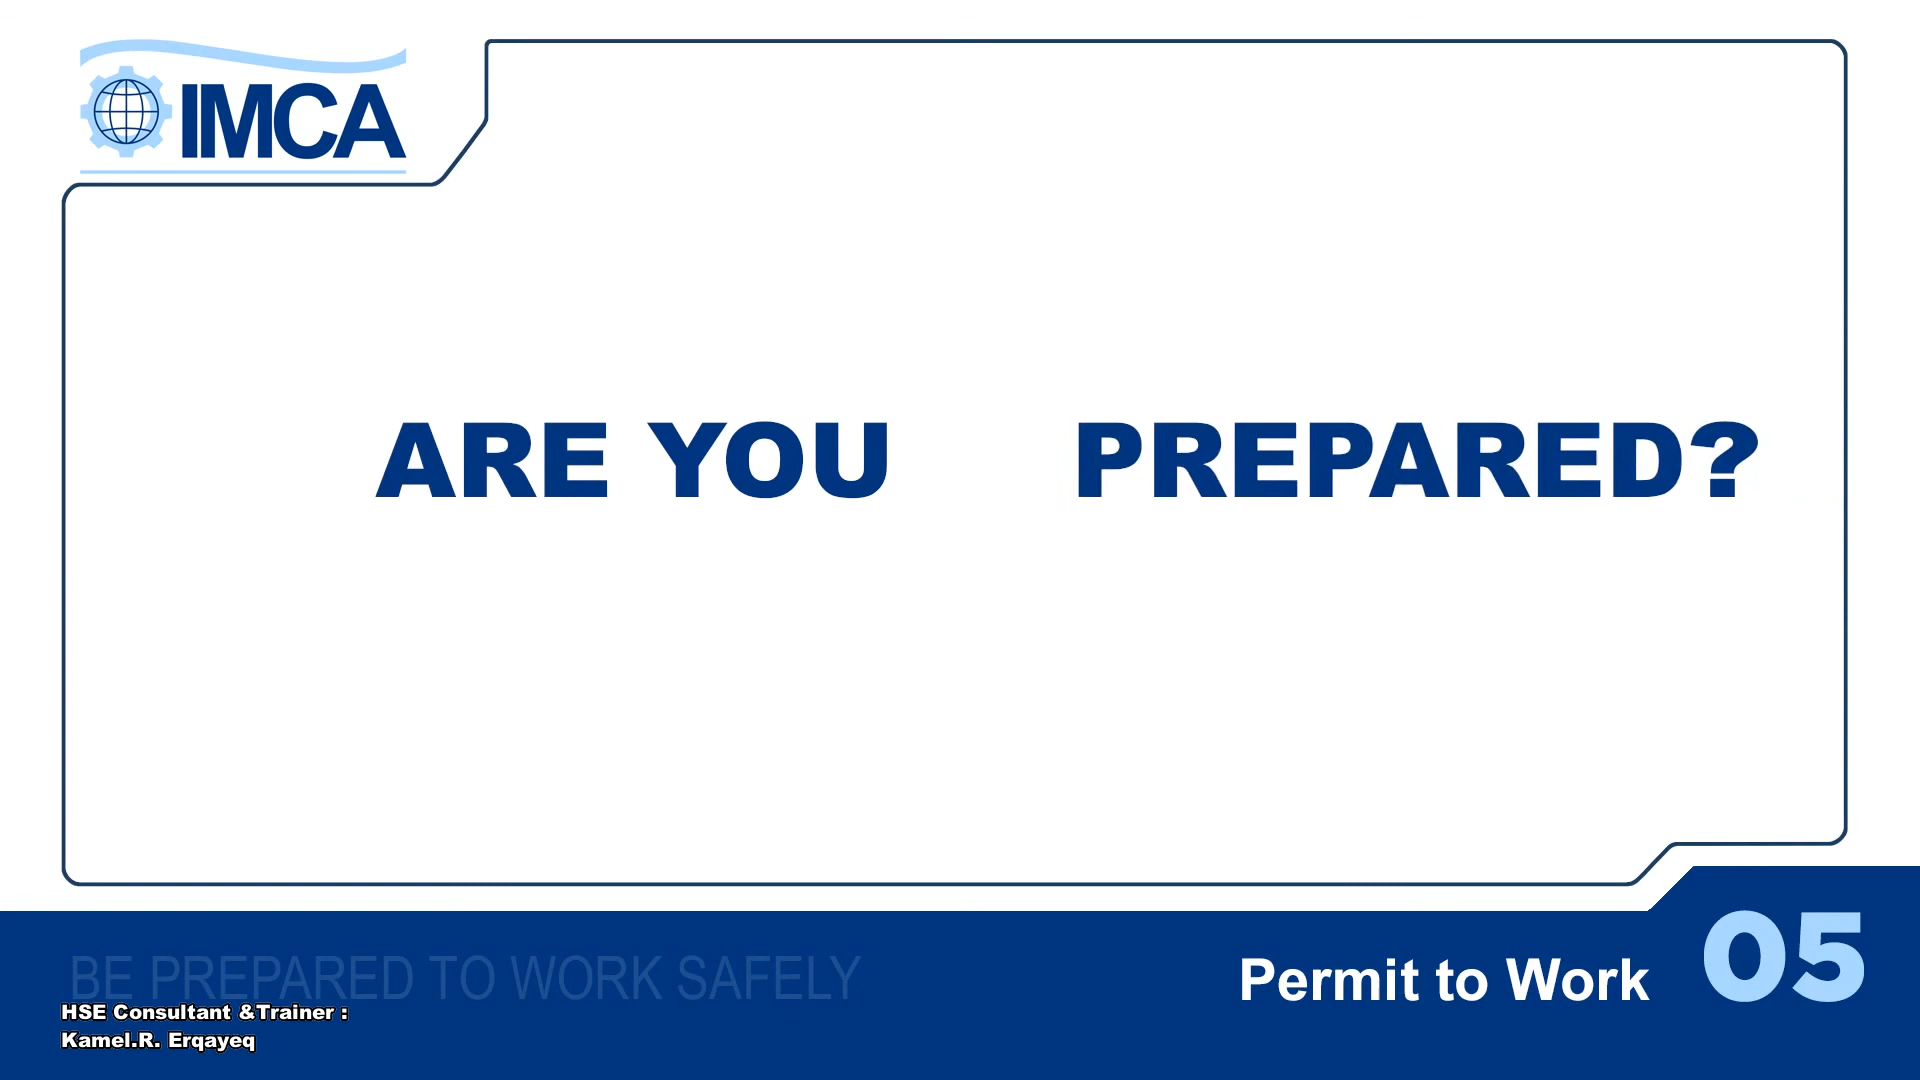 IMCA
ARE YOU PREPARED?
BE PREPARED TO WORK SAFELY
Permit to Work
05
HSE Consultant &Trainer :
Kamel.R. Erqayeq